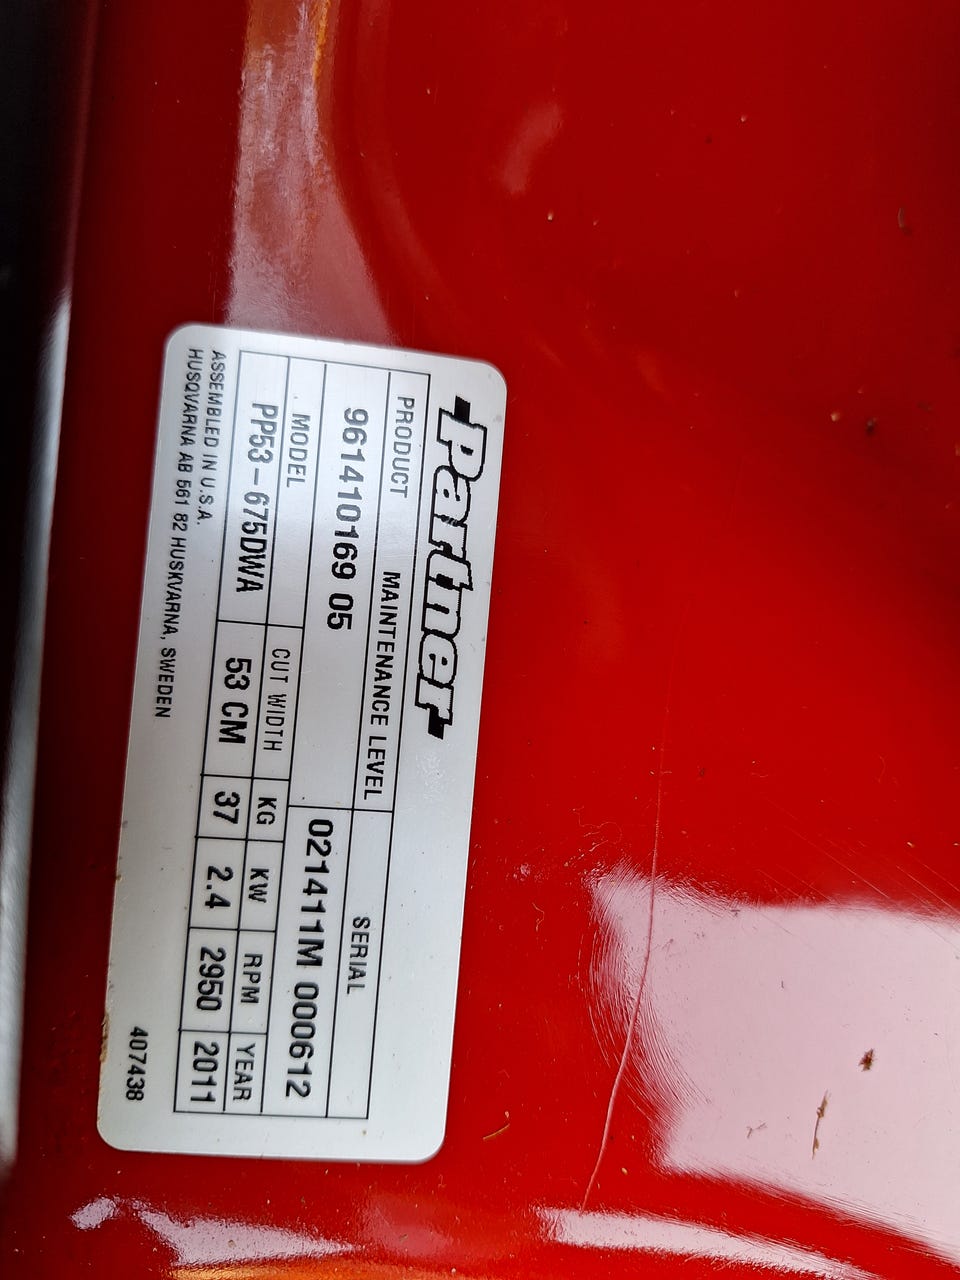 Partner
PRODUCT MAINTENANCE LEVEL SERIAL
961410169 05 021411M 000612
MODEL CUT WIDTH KG KW RPM YEAR
PP53-675DWA 53 CM 37 2.4 2950 2011
ASSEMBLED IN U.S.A.
HUSQVARNA AB 561 82 HUSKVARNA, SWEDEN
407438